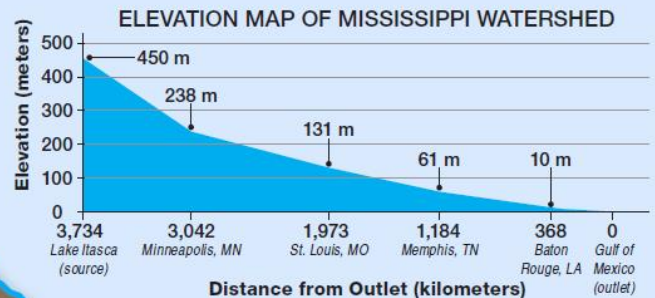 ELEVATION MAP OF MISSISSIPPI WATERSHED
Elevation (meters)
500
400
300
200
100
0
450 m
238 m
131 m
61 m
10 m
3,734 3,042 1,973 1,184 368 0
Lake Itasca Minneapolis, MN St. Louis, MO Memphis, TN Baton Gulf of
(source) Rouge, LA Mexico
Distance from Outlet (kilometers) (outlet)